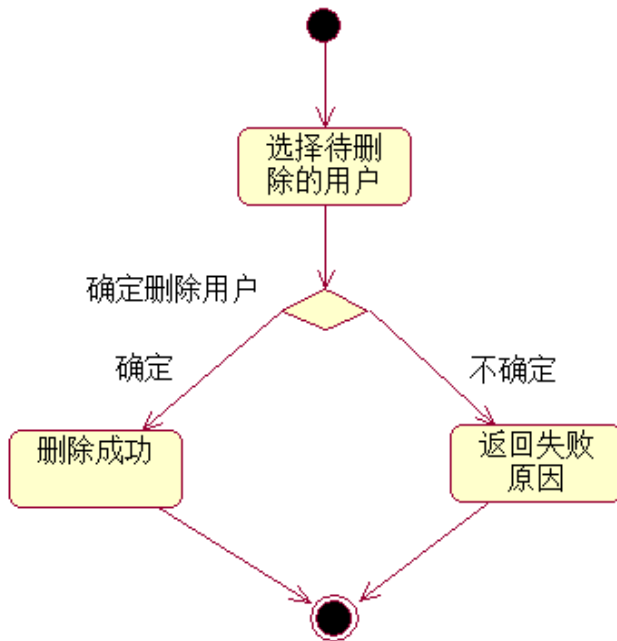 选择待删
除的用户
确定删除用户
确定
不确定
删除成功
返回失败
原因